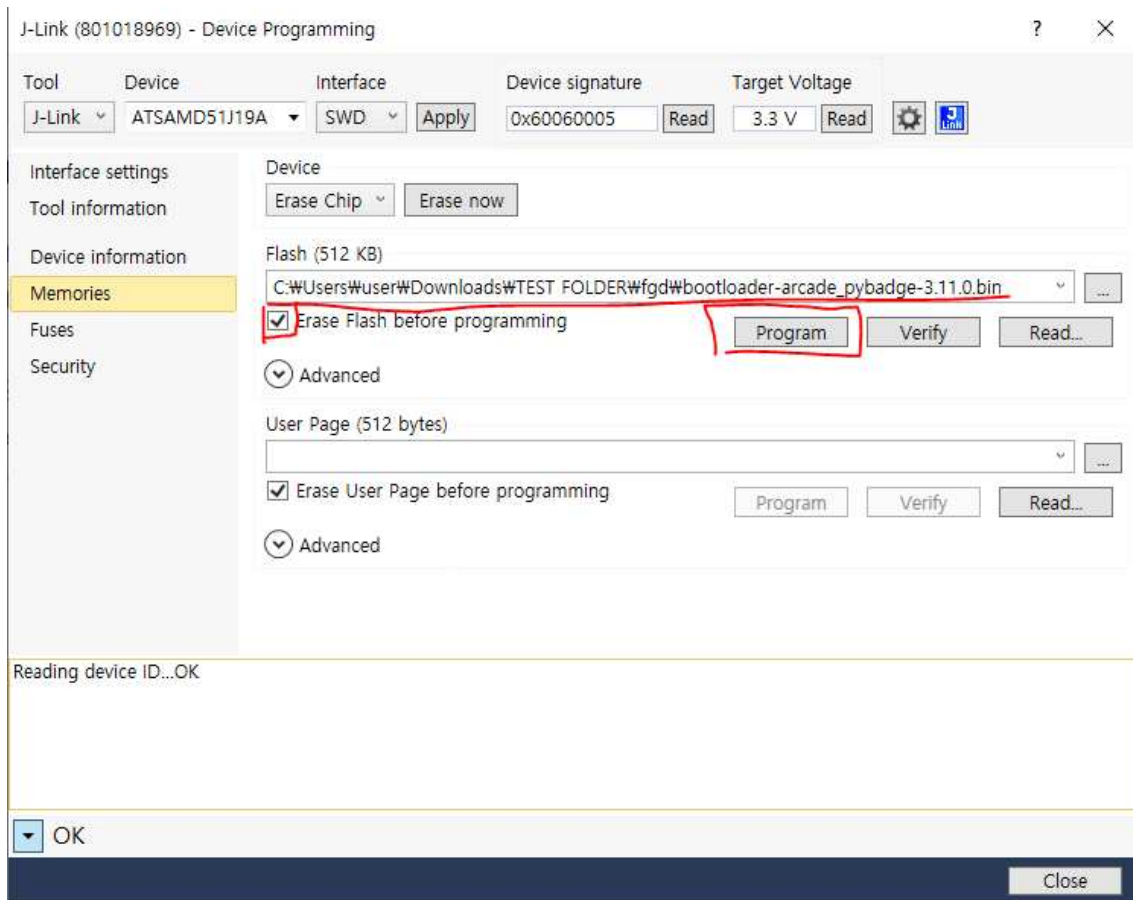 J-Link (801018969) - Device Programming
?
Tool Device Interface Device signature Target Voltage
J-Link ATSAMD51J19A SWD Apply 0x60060005 Read 3.3 V Read
Interface settings
Tool information
Device information
Memories
Fuses
Security
Device
Erase Chip Erase now
Flash (512 KB)
C:₩Users₩user₩Downloads₩TEST FOLDER₩fgd₩bootloader-arcade_pybadge-3.11.0.bin ...
Erase Flash before programming
Program Verify Read...
Advanced
User Page (512 bytes)
...
Erase User Page before programming
Program Verify Read...
Advanced
Reading device ID...OK
OK
Close